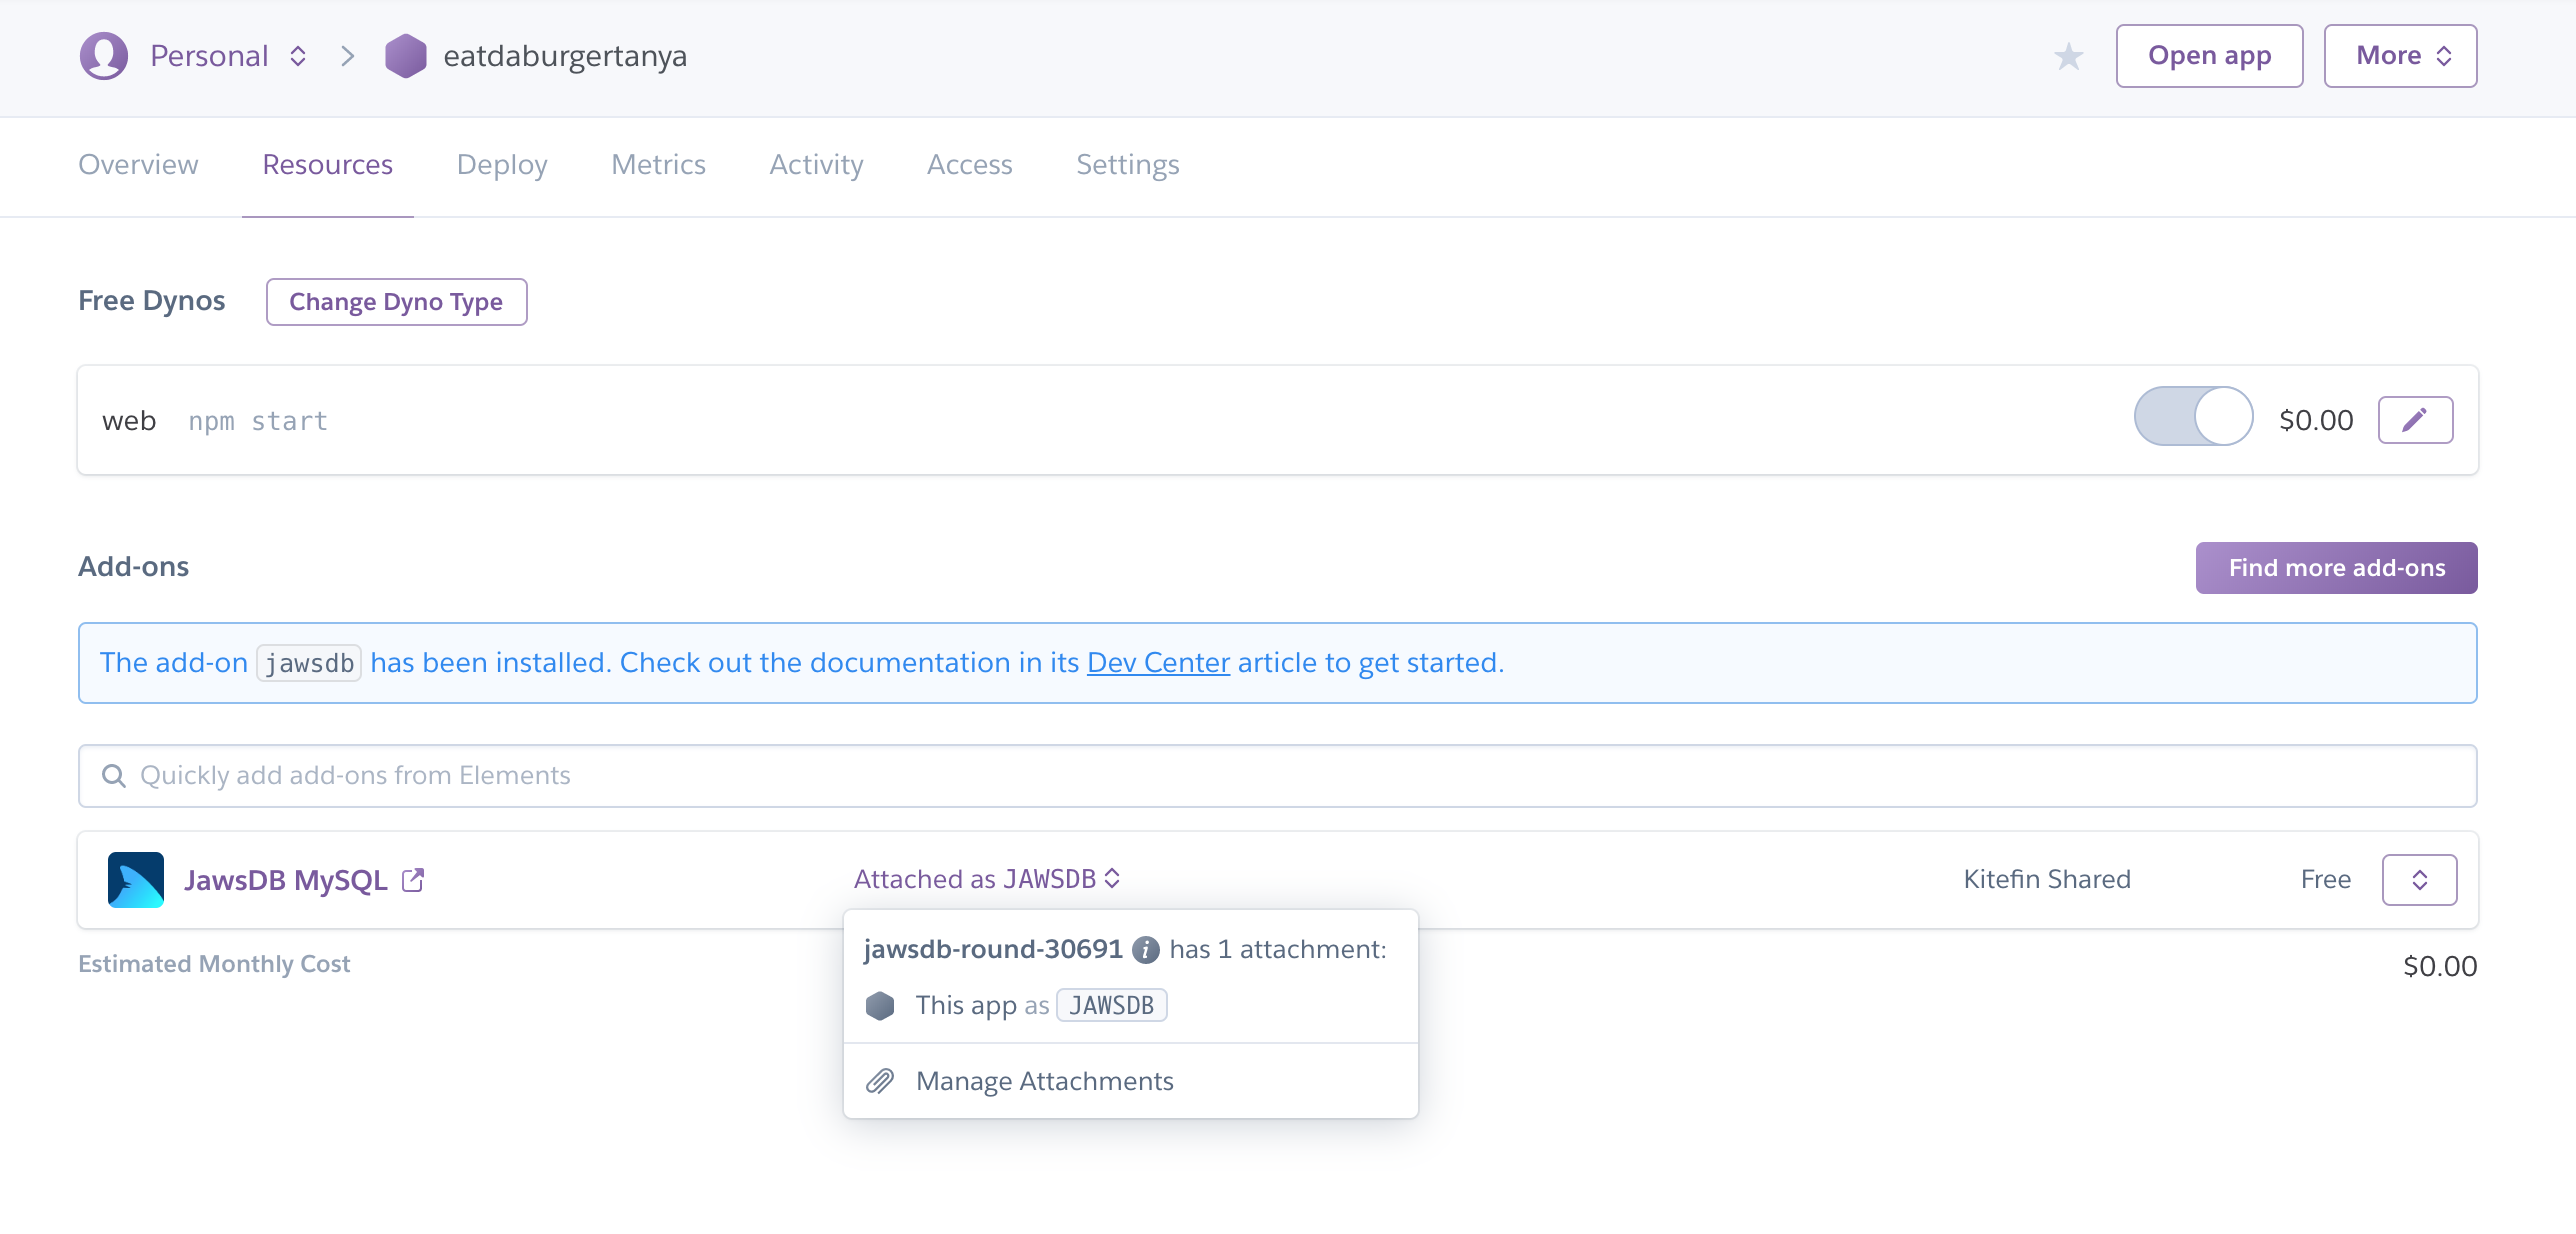 Personal eatdaburgertanya Open app More
Overview Resources Deploy Metrics Activity Access Settings
Free Dynos Change Dyno Type
web npm start $0.00
Add-ons Find more add-ons
The add-on jawsdb has been installed. Check out the documentation in its Dev Center article to get started.
Quickly add add-ons from Elements
JawsDB MySQL Attached as JAWSDB Kitefin Shared Free
jawsdb-round-30691 i has 1 attachment:
Estimated Monthly Cost $0.00
This app as JAWSDB
Manage Attachments